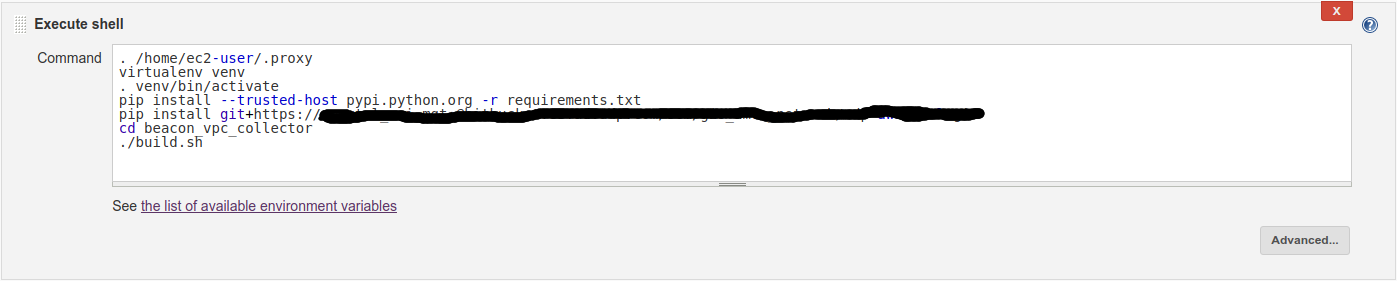 Execute shell
X
Command
. /home/ec2-user/.proxy
virtualenv venv
. venv/bin/activate
pip install --trusted-host pypi.python.org -r requirements.txt
pip install git+https://
cd beacon_vpc_collector
./build.sh
See the list of available environment variables
Advanced...